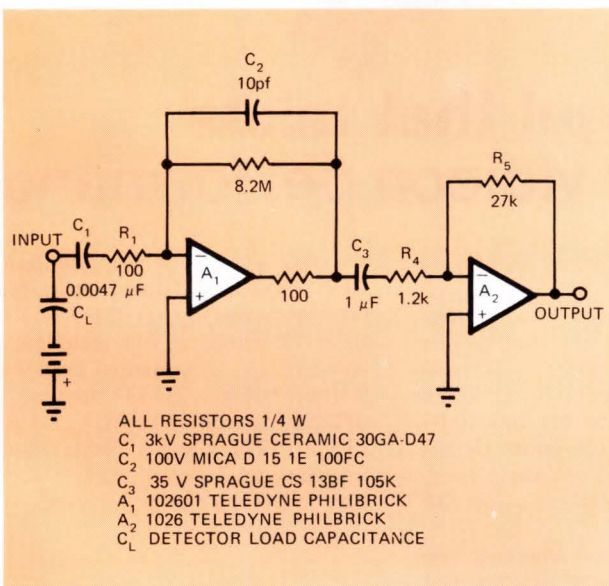 C₂
10pf
8.2M
R₅
27k
INPUT
C₁
R₁
100
0.0047 µF
C_L
+
−
A₁
+
100
C₃
1 µF
R₄
1.2k
−
A₂
+
OUTPUT
ALL RESISTORS 1/4 W
C₁ 3kV SPRAGUE CERAMIC 30GA-D47
C₂ 100V MICA D 15 1E 100FC
C₃ 35 V SPRAGUE CS 13BF 105K
A₁ 102601 TELEDYNE PHILIBRICK
A₂ 1026 TELEDYNE PHILBRICK
C_L DETECTOR LOAD CAPACITANCE